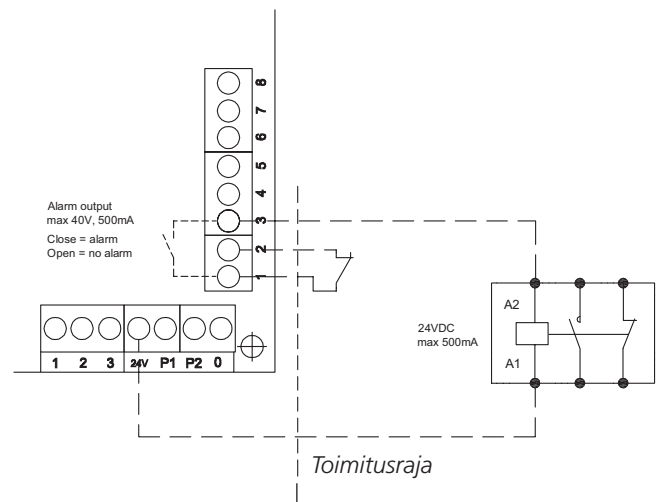 8
7
6
5
4
3
2
1
Alarm output
max 40V, 500mA
Close = alarm
Open = no alarm
24VDC
max 500mA
A2
A1
1 2 3 24V P1 P2 0
Toimitusraja